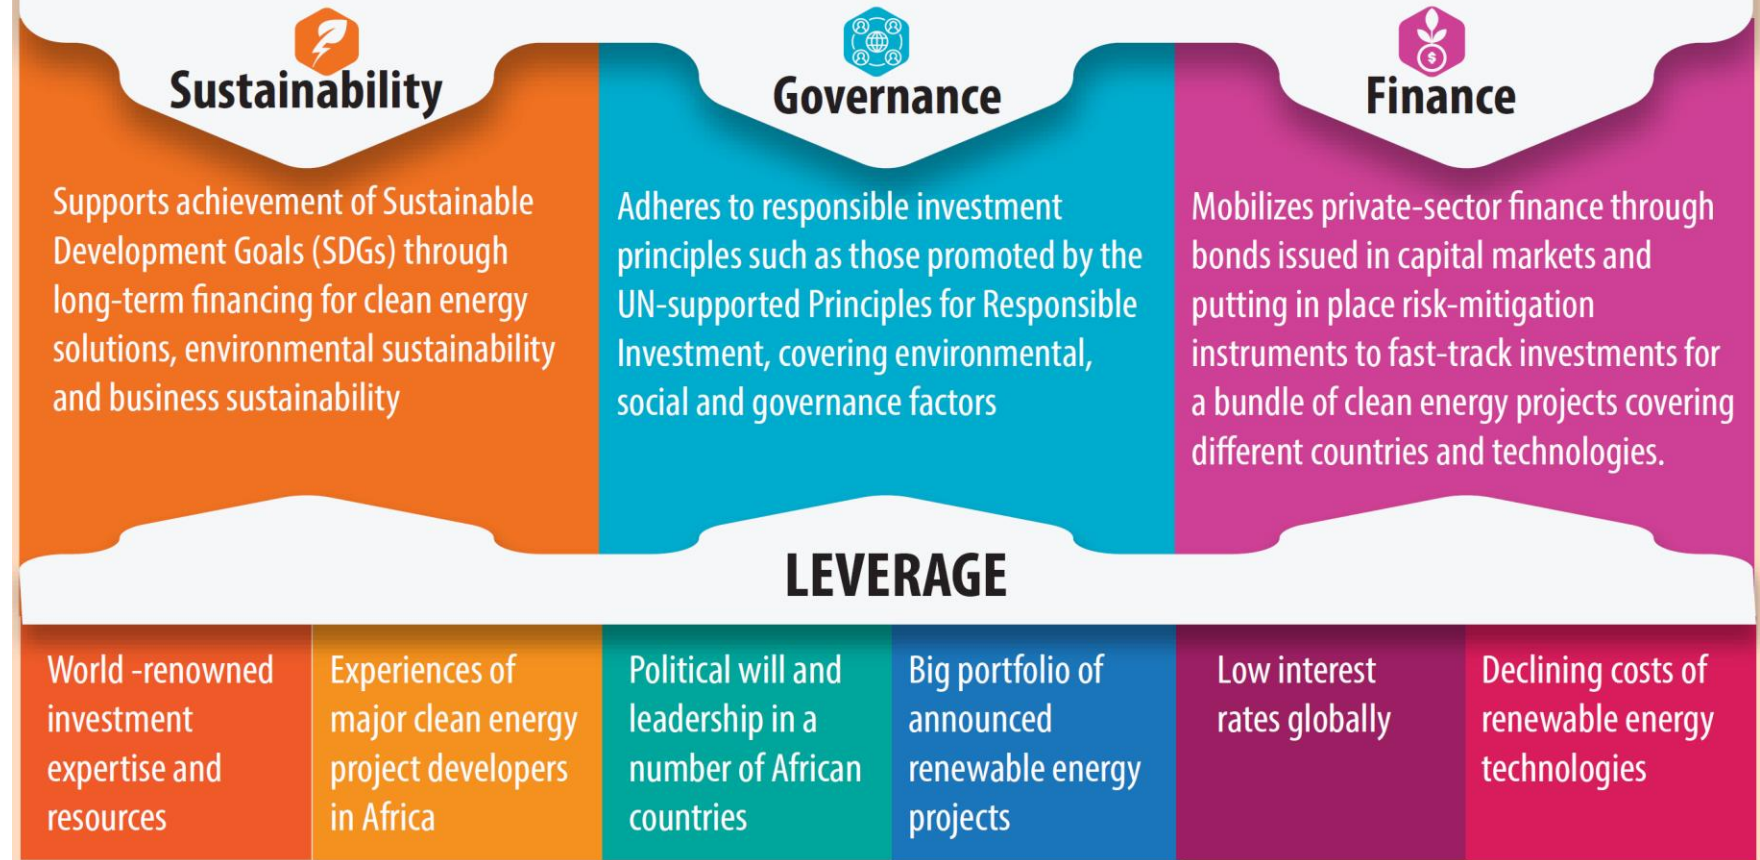 Sustainability
Supports achievement of Sustainable
Development Goals (SDGs) through
long-term financing for clean energy
solutions, environmental sustainability
and business sustainability
Governance
Adheres to responsible investment
principles such as those promoted by the
UN-supported Principles for Responsible
Investment, covering environmental,
social and governance factors
Finance
$
Mobilizes private-sector finance through
bonds issued in capital markets and
putting in place risk-mitigation
instruments to fast-track investments for
a bundle of clean energy projects covering
different countries and technologies.
LEVERAGE
World -renowned
investment
expertise and
resources
Experiences of
major clean energy
project developers
in Africa
Political will and
leadership in a
number of African
countries
Big portfolio of
announced
renewable energy
projects
Low interest
rates globally
Declining costs of
renewable energy
technologies